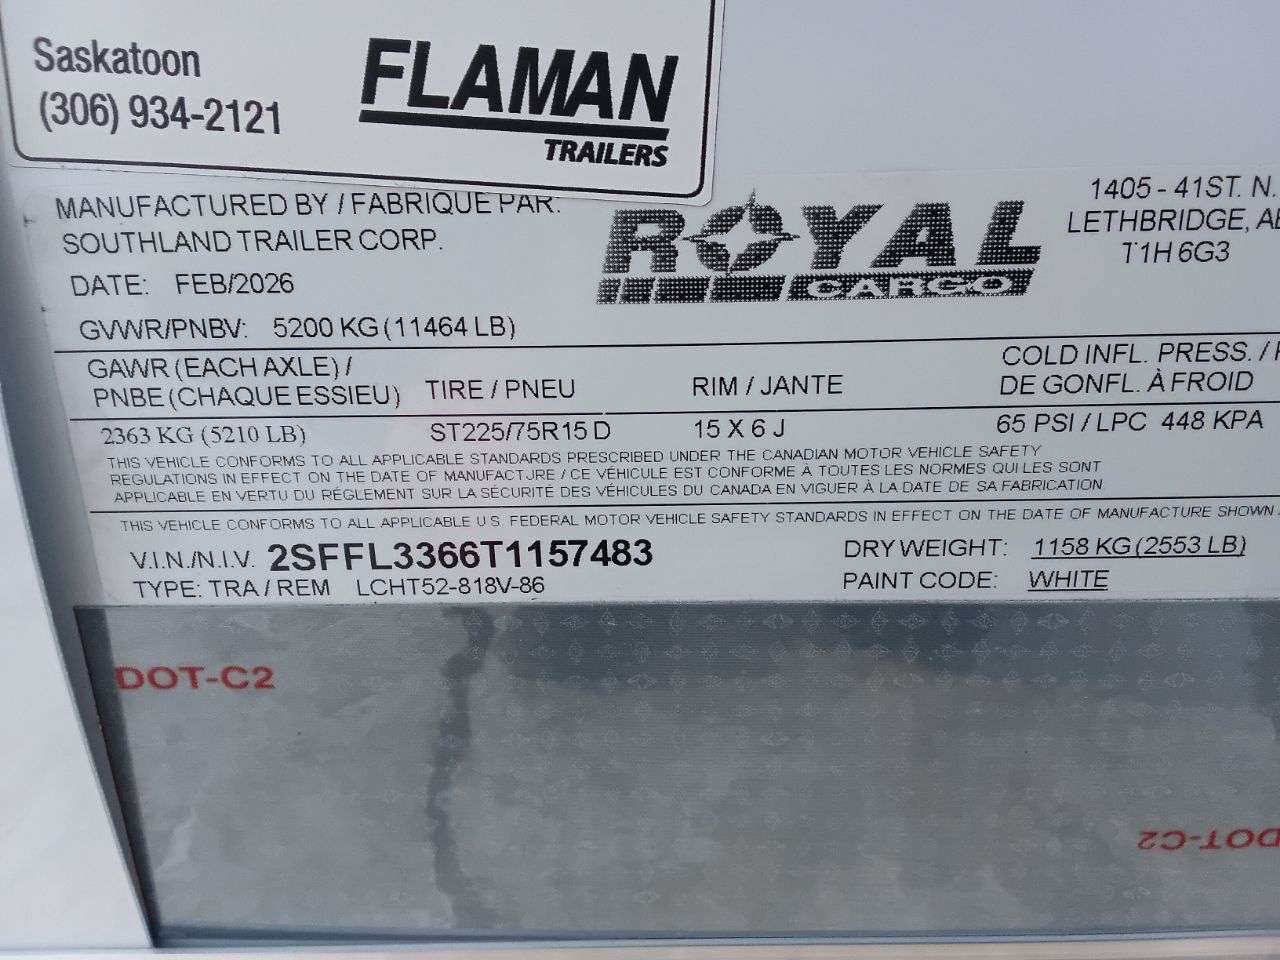 Saskatoon
(306) 934-2121
FLAMAN
TRAILERS
MANUFACTURED BY / FABRIQUE PAR:
SOUTHLAND TRAILER CORP.
DATE: FEB/2026
ROYAL
CARGO
1405 - 41ST. N.
LETHBRIDGE,
T1H 6G3
GVWR/PNBV: 5200 KG (11464 LB)
GAWR (EACH AXLE) /
PNBE (CHAQUE ESSIEU)
TIRE / PNEU
RIM / JANTE
COLD INFL. PRESS. /
DE GONFL. À FROID
2363 KG (5210 LB) ST225/75R15 D 15 X 6 J 65 PSI / LPC 448 KPA
THIS VEHICLE CONFORMS TO ALL APPLICABLE STANDARDS PRESCRIBED UNDER THE CANADIAN MOTOR VEHICLE SAFETY
REGULATIONS IN EFFECT ON THE DATE OF MANUFACTURE / CE VÉHICULE EST CONFORME À TOUTES LES NORMES QUI LES SONT
APPLICABLE EN VERTU DU RÉGLEMENT SUR LA SÉCURITÉ DES VÉHICULES DU CANADA EN VIGUER À LA DATE DE SA FABRICATION
THIS VEHICLE CONFORMS TO ALL APPLICABLE U.S. FEDERAL MOTOR VEHICLE SAFETY STANDARDS IN EFFECT ON THE DATE OF MANUFACTURE SHOWN
V.I.N./N.I.V. 2SFFL3366T1157483
DRY WEIGHT: 1158 KG (2553 LB)
TYPE: TRA / REM LCHT52-818V-86
PAINT CODE: WHITE
DOT-C2
DOT-C2